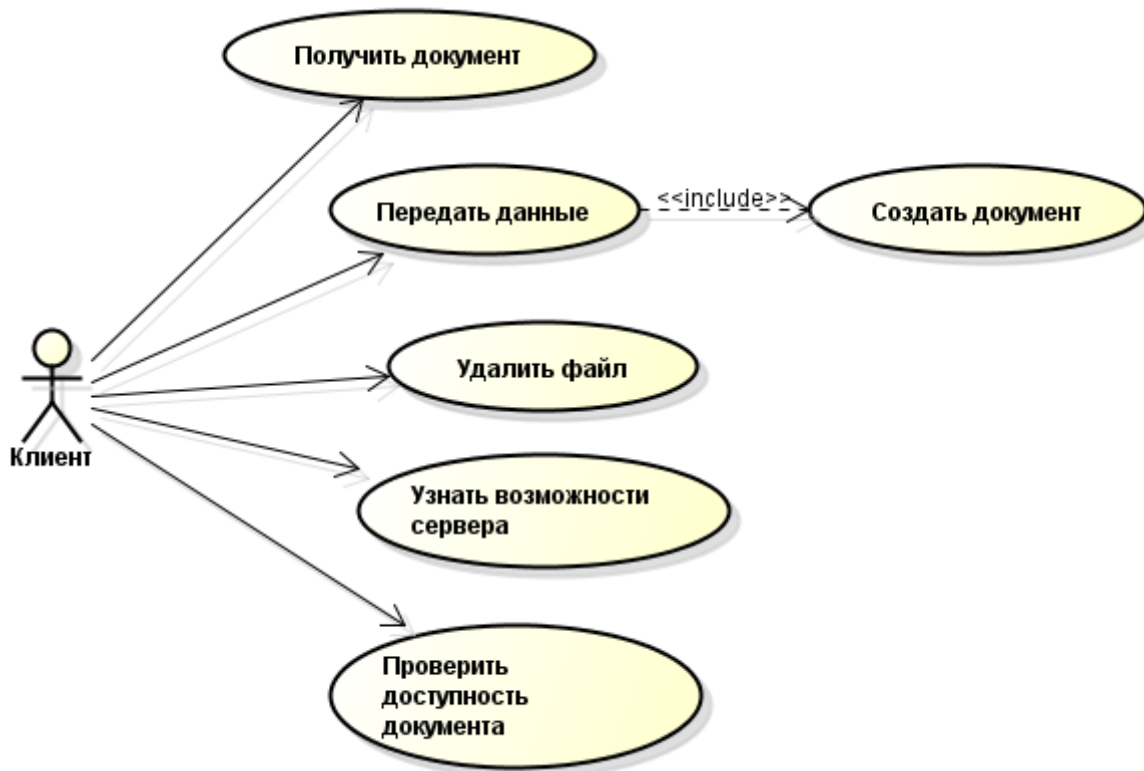 Получить документ
Передать данные
<<include>>
Создать документ
Удалить файл
Клиент
Узнать возможности
сервера
Проверить
доступность
документа